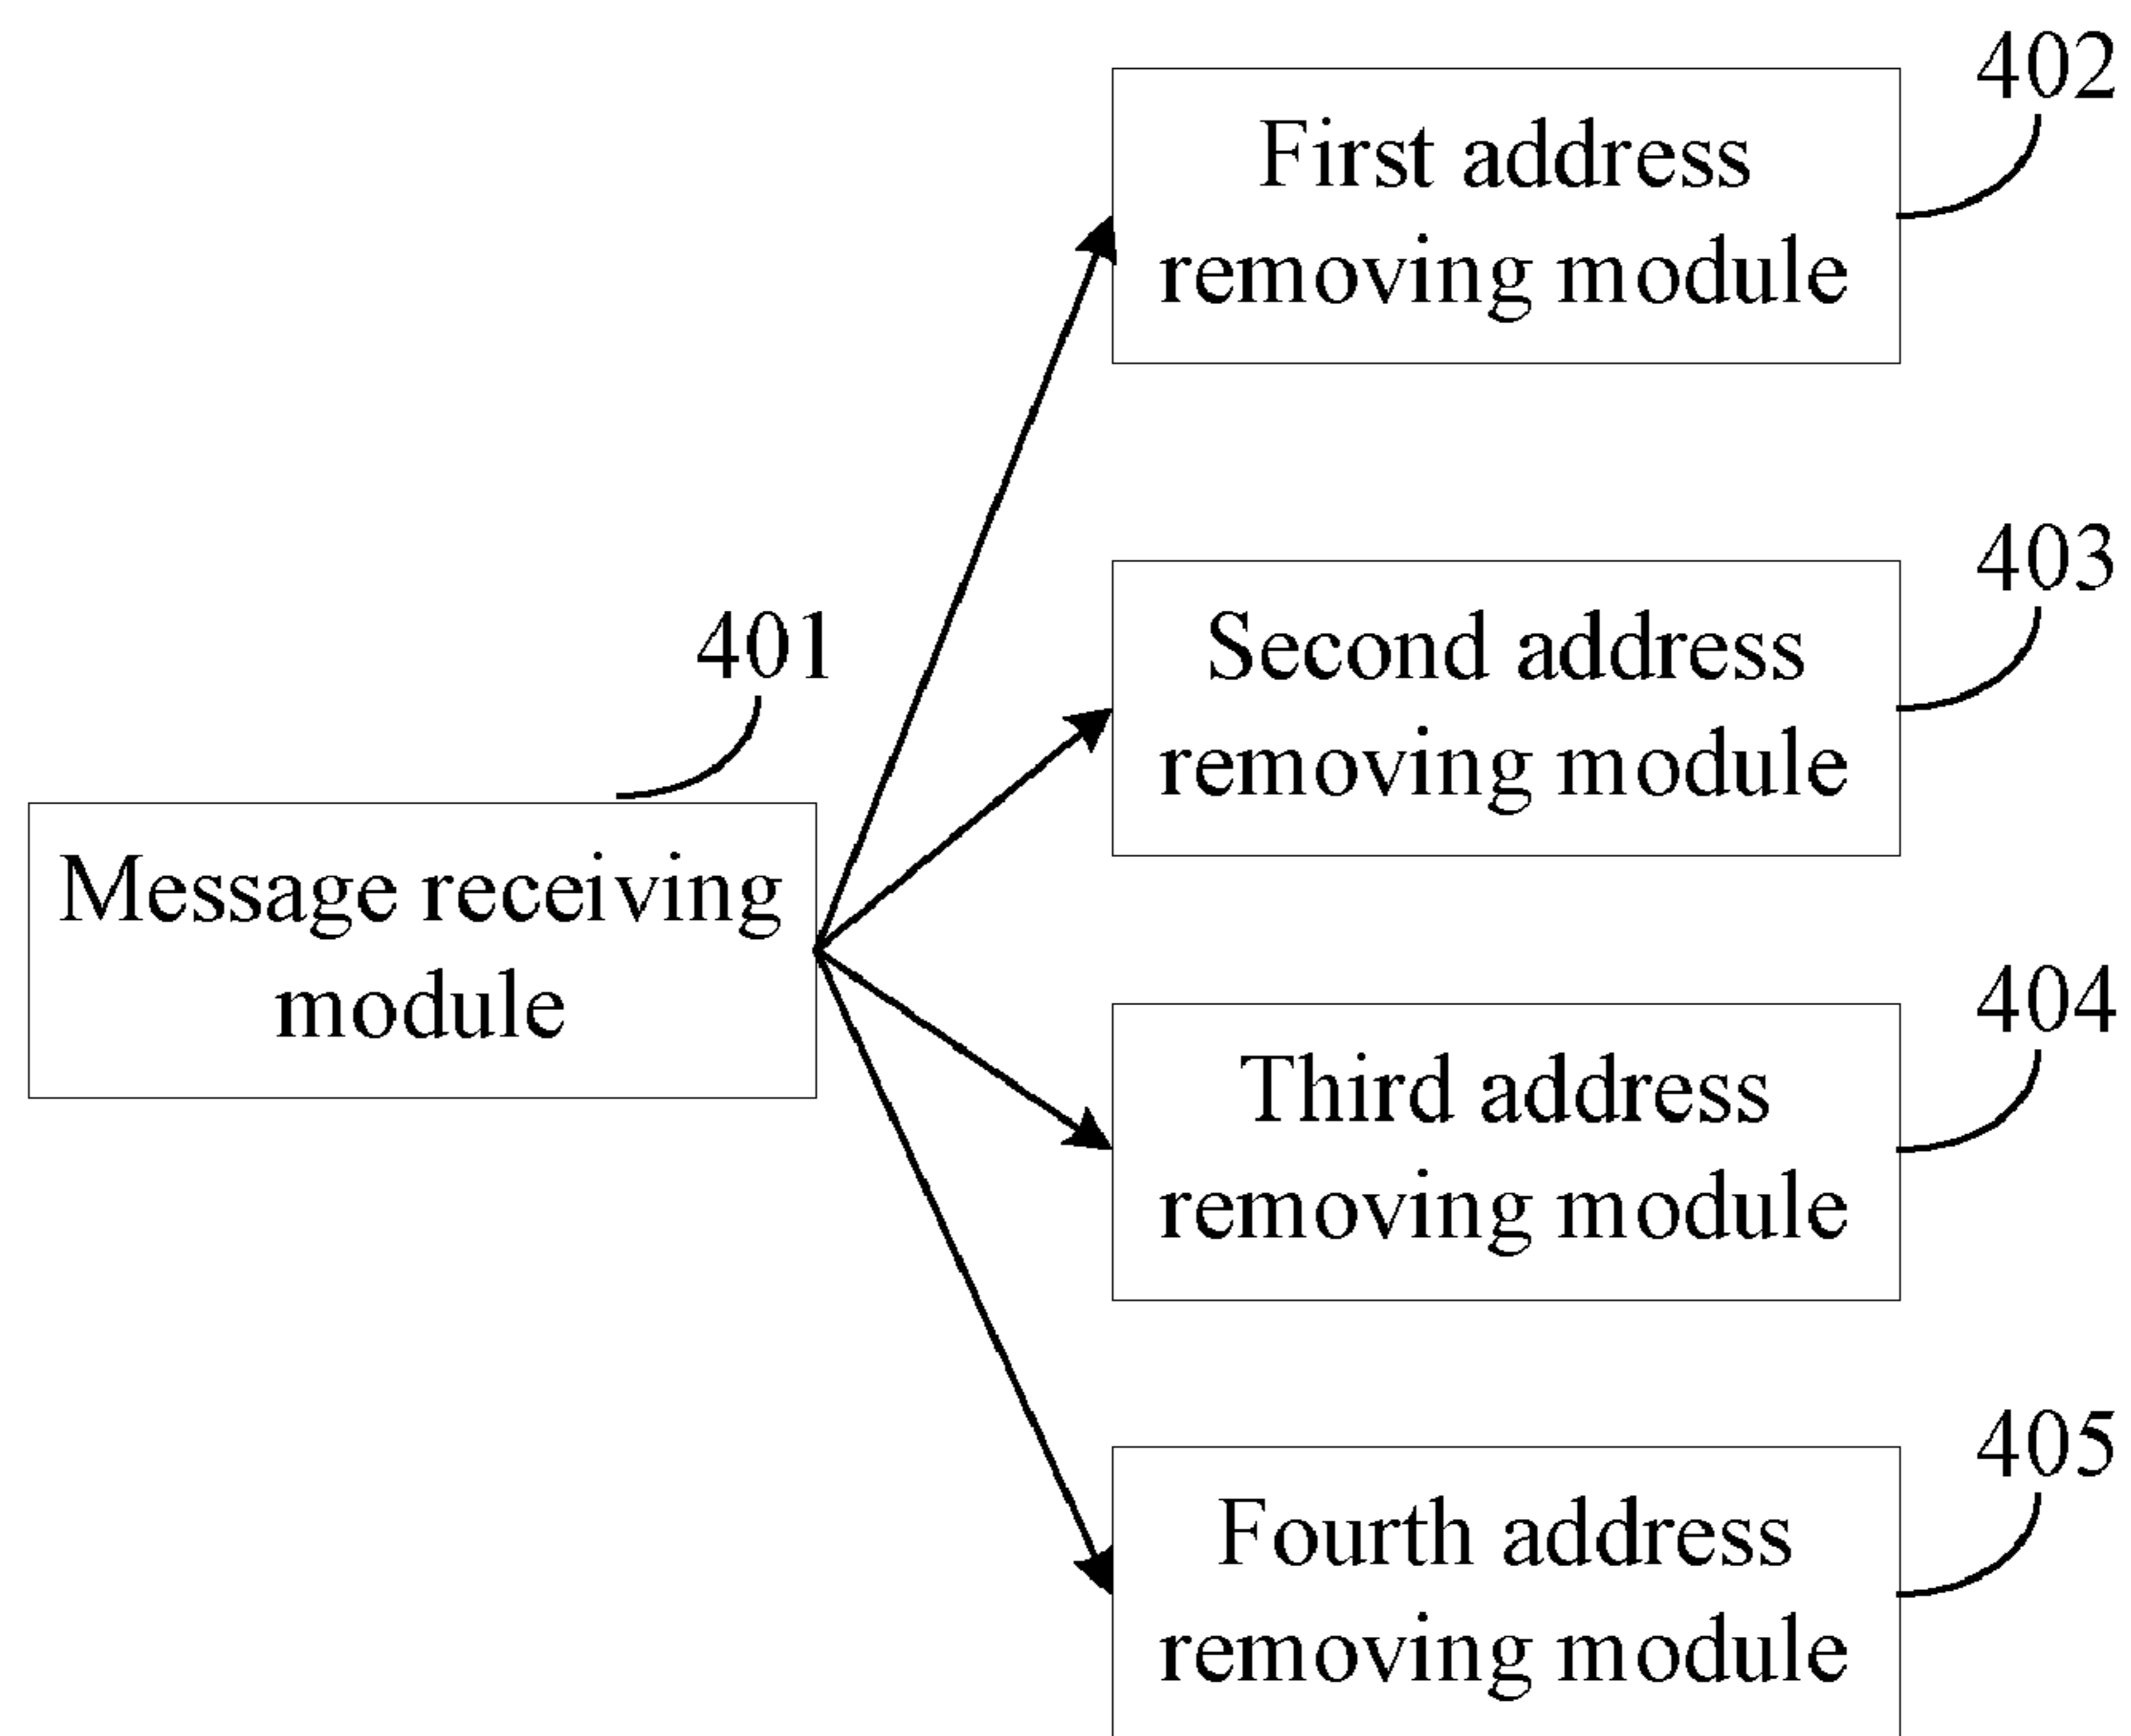 402
First address
removing module
403
Second address
removing module
401
Message receiving
module
404
Third address
removing module
405
Fourth address
removing module